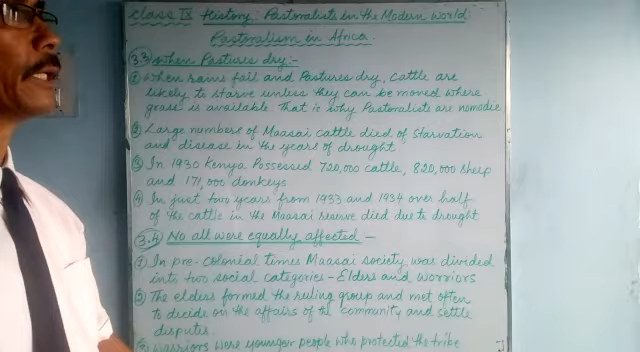 Class IX History: Pastoralists in the Modern World:
Pastoralism in Africa.
3.3 When Pastures dry:-
① When rains fail and Pastures dry, cattle are
likely to starve unless they can be moved where
grass is available. That is why Pastoralists are nomadic
② Large numbers of Maasai cattle died of Starvation
and disease in the years of drought.
③ In 1930 Kenya Possessed 720,000 cattle, 820,000 sheep
and 171,000 donkeys
④ In just two years from 1933 and 1934 over half
of the cattle in the Maasai reserve died due to drought
3.4 No all were equally affected —
① In pre-colonial times Maasai society was divided
into two social categories - Elders and Worriors
② The elders formed the ruling group and met often
to decide on the affairs of the community and settle
disputes.
③ Warriors were younger people who protected the tribe